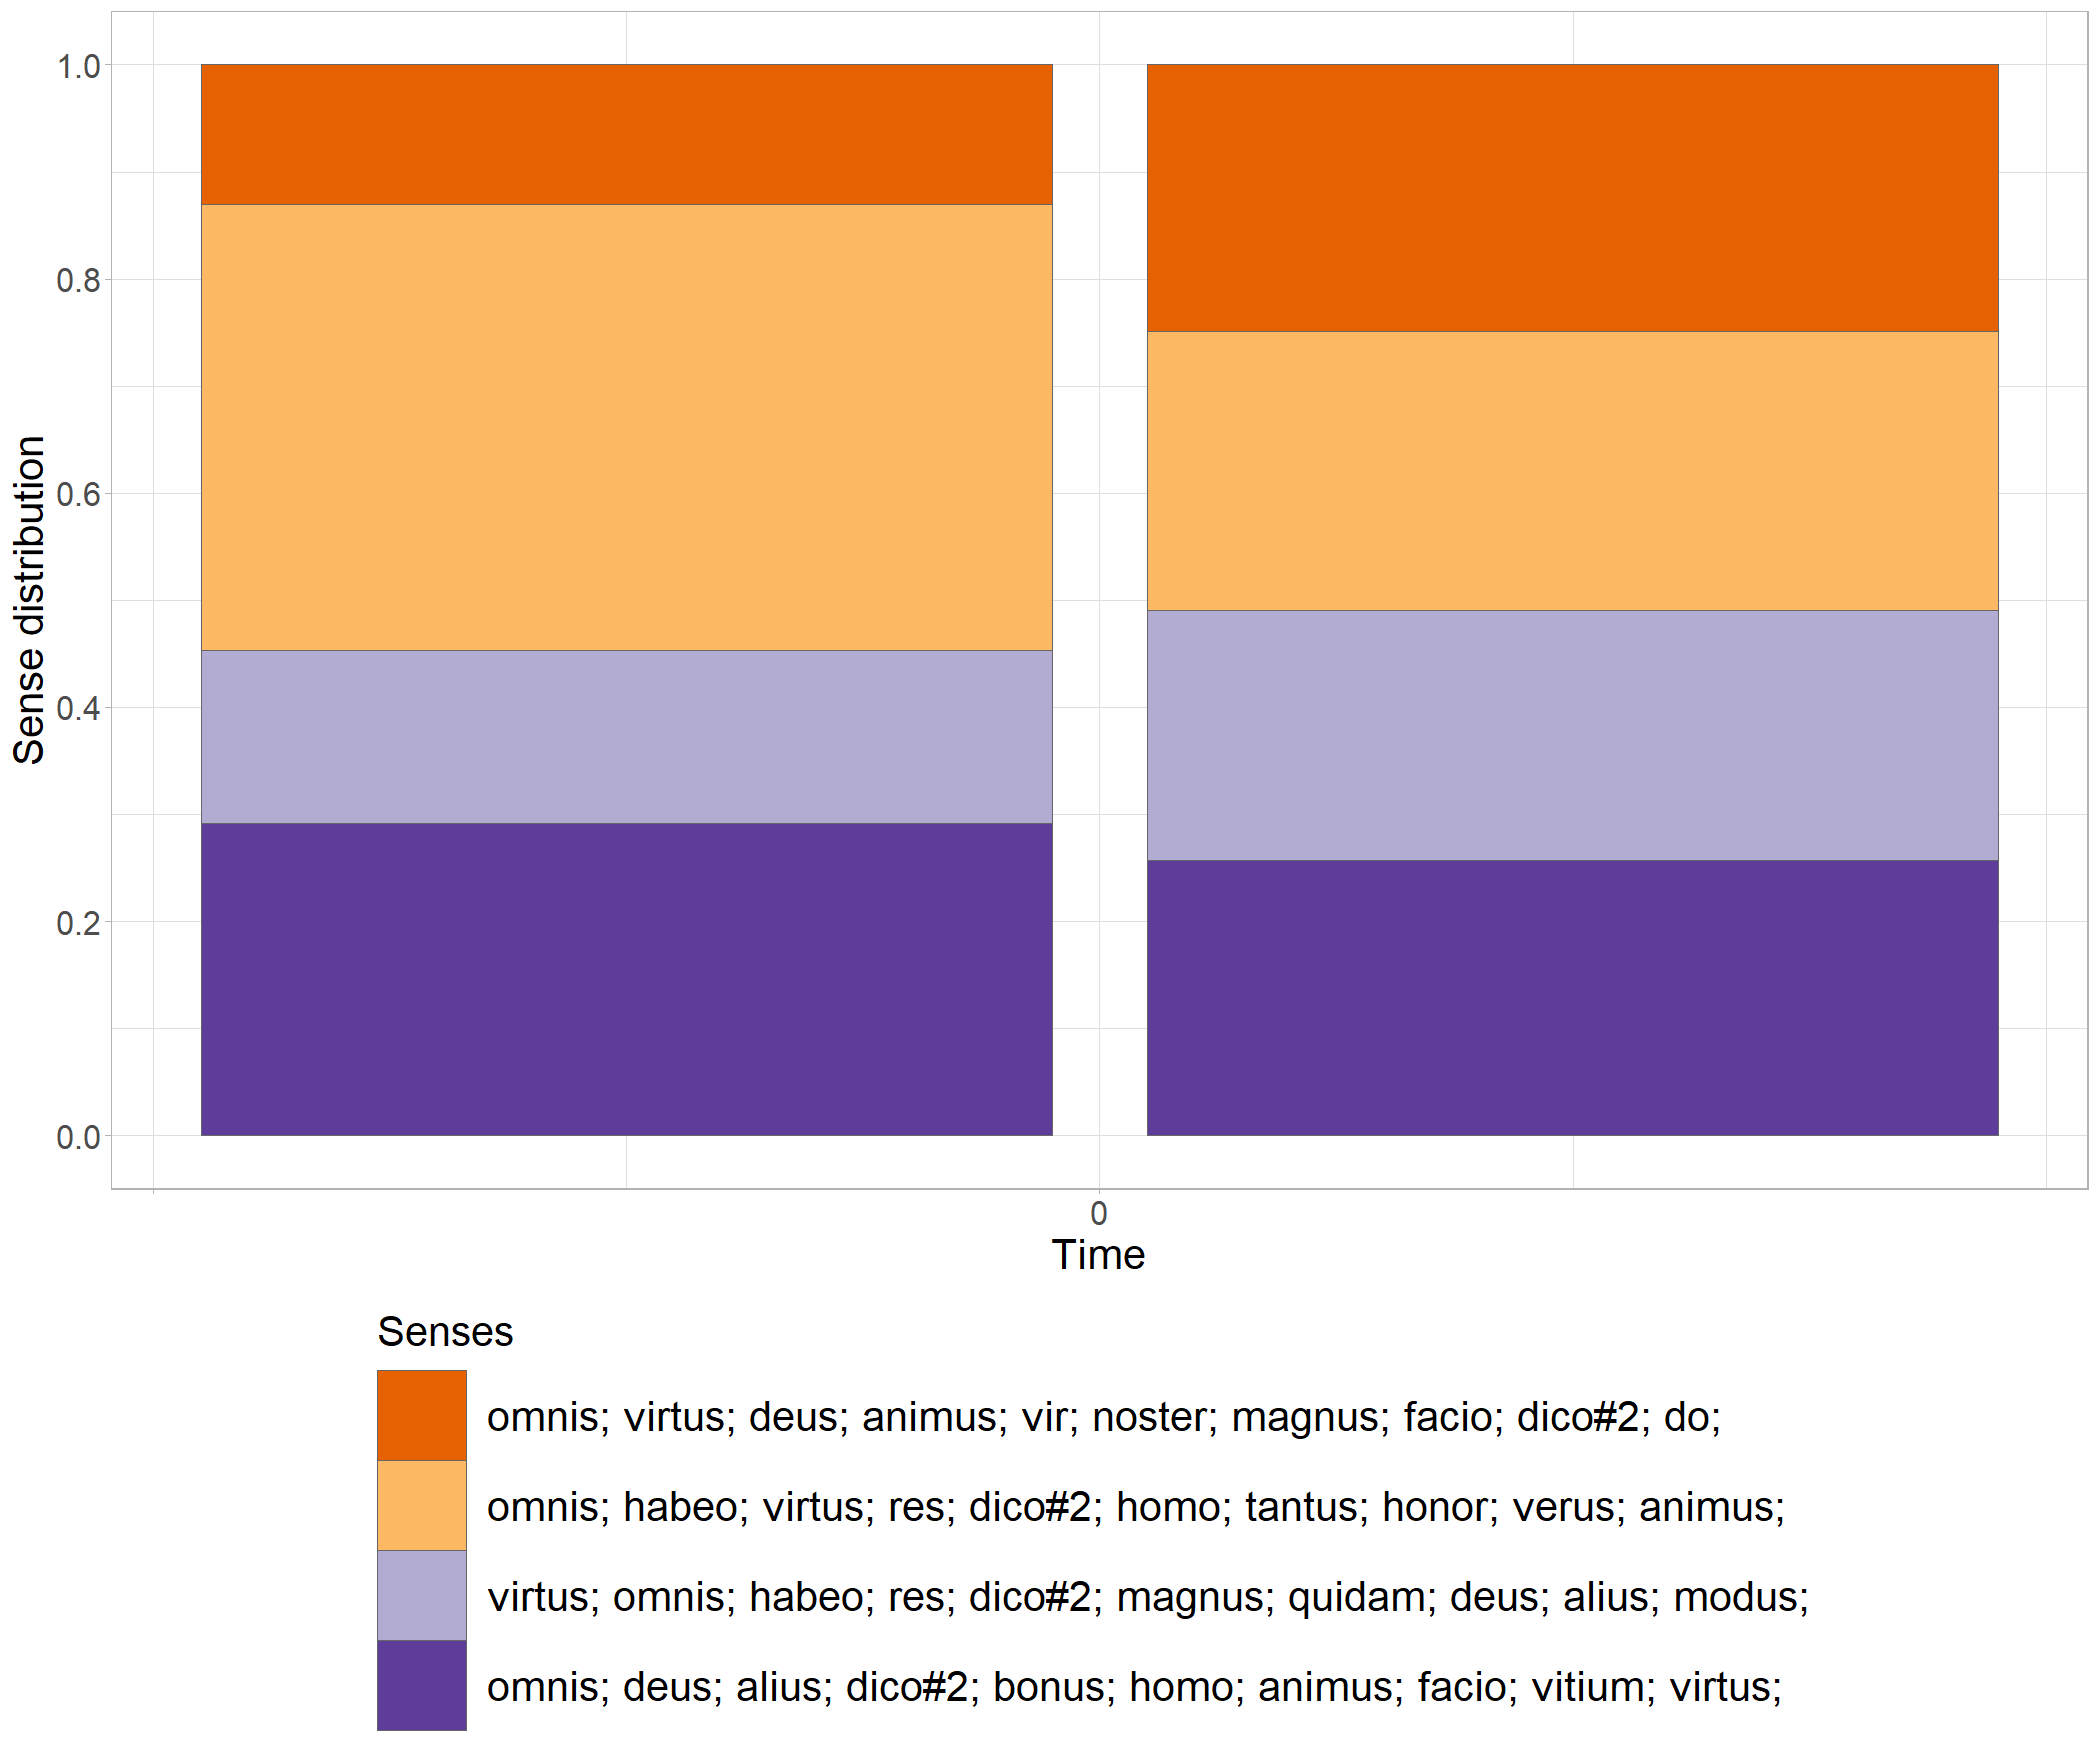 1.0
0.8
0.6
0.4
0.2
0.0
Sense distribution
0
Time
Senses
omnis; virtus; deus; animus; vir; noster; magnus; facio; dico#2; do;
omnis; habeo; virtus; res; dico#2; homo; tantus; honor; verus; animus;
virtus; omnis; habeo; res; dico#2; magnus; quidam; deus; alius; modus;
omnis; deus; alius; dico#2; bonus; homo; animus; facio; vitium; virtus;